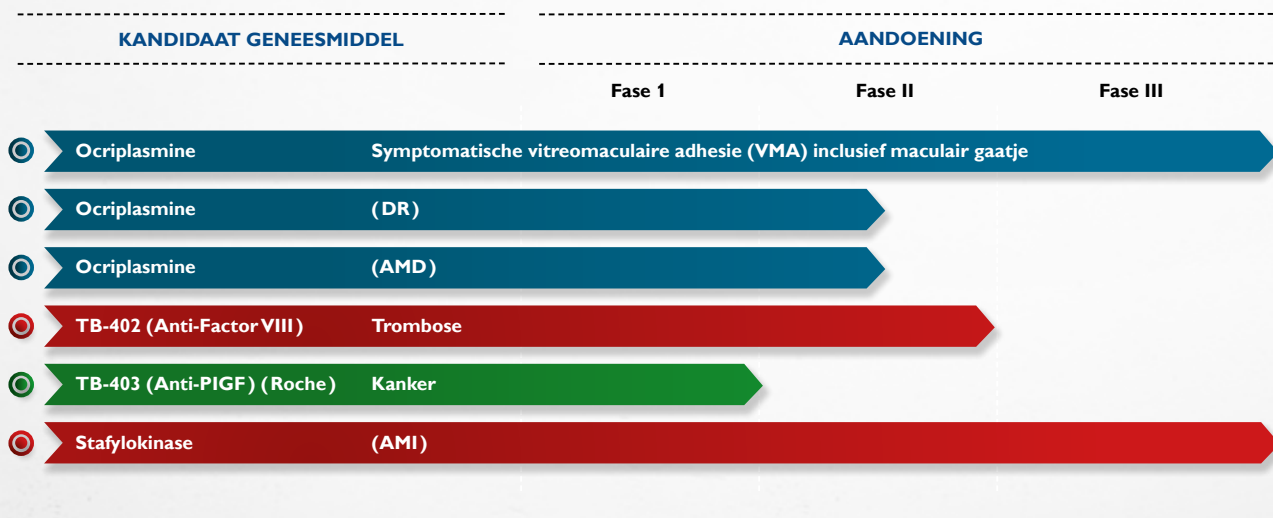 KANDIDAAT GENEESMIDDEL AANDOENING
Fase 1 Fase II Fase III
Ocriplasmine Symptomatische vitreomaculaire adhesie (VMA) inclusief maculair gaatje
Ocriplasmine (DR)
Ocriplasmine (AMD)
TB-402 (Anti-Factor VIII) Trombose
TB-403 (Anti-PIGF) (Roche) Kanker
Stafylokinase (AMI)